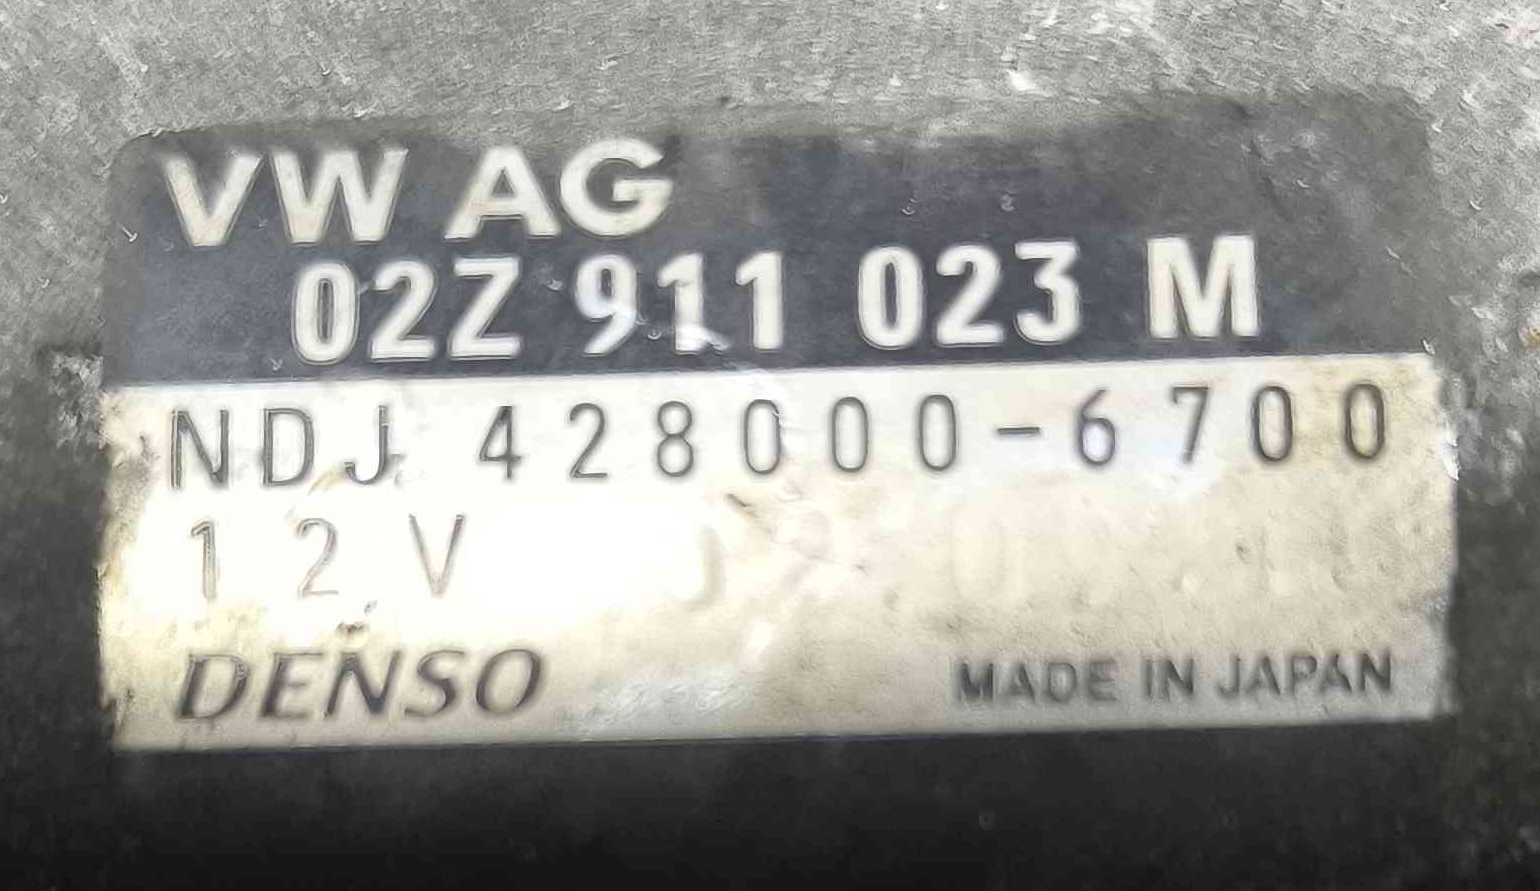 VW AG
02Z 911 023 M
NDJ 428000-6700
12V
DENSO
MADE IN JAPAN